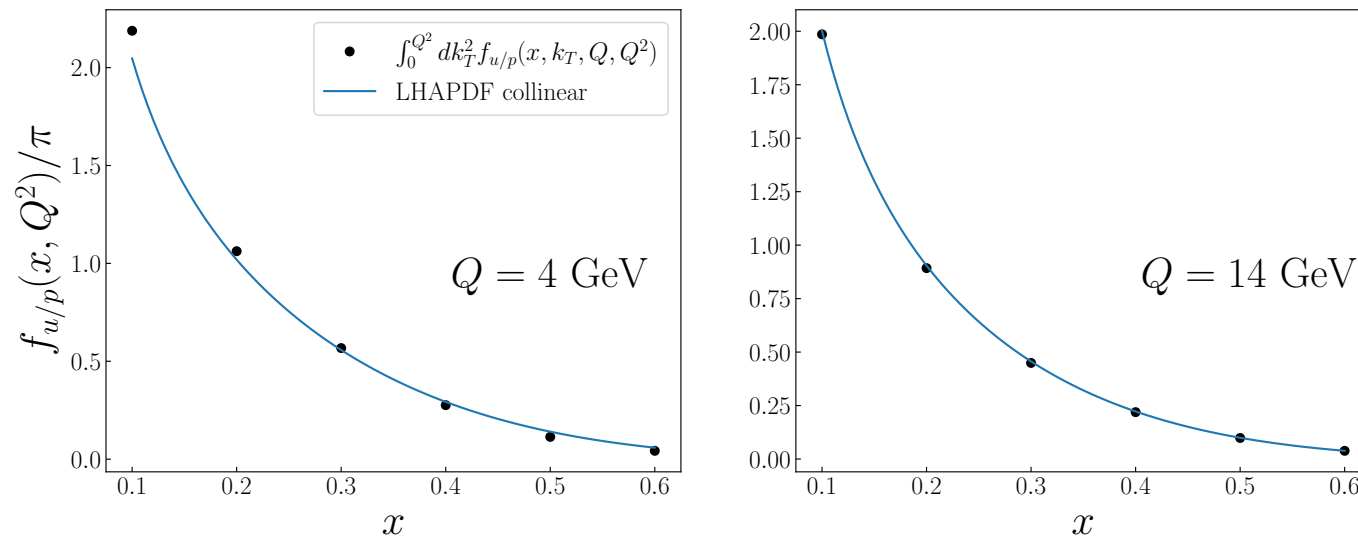 2.0
1.5
1.0
0.5
0.0
0.1 0.2 0.3 0.4 0.5 0.6
x
f_{u/p}(x, Q^2)/π
∫_0^{Q^2} dk_T^2 f_{u/p}(x, k_T, Q, Q^2)
LHAPDF collinear
Q = 4 GeV
2.00
1.75
1.50
1.25
1.00
0.75
0.50
0.25
0.00
0.1 0.2 0.3 0.4 0.5 0.6
x
Q = 14 GeV